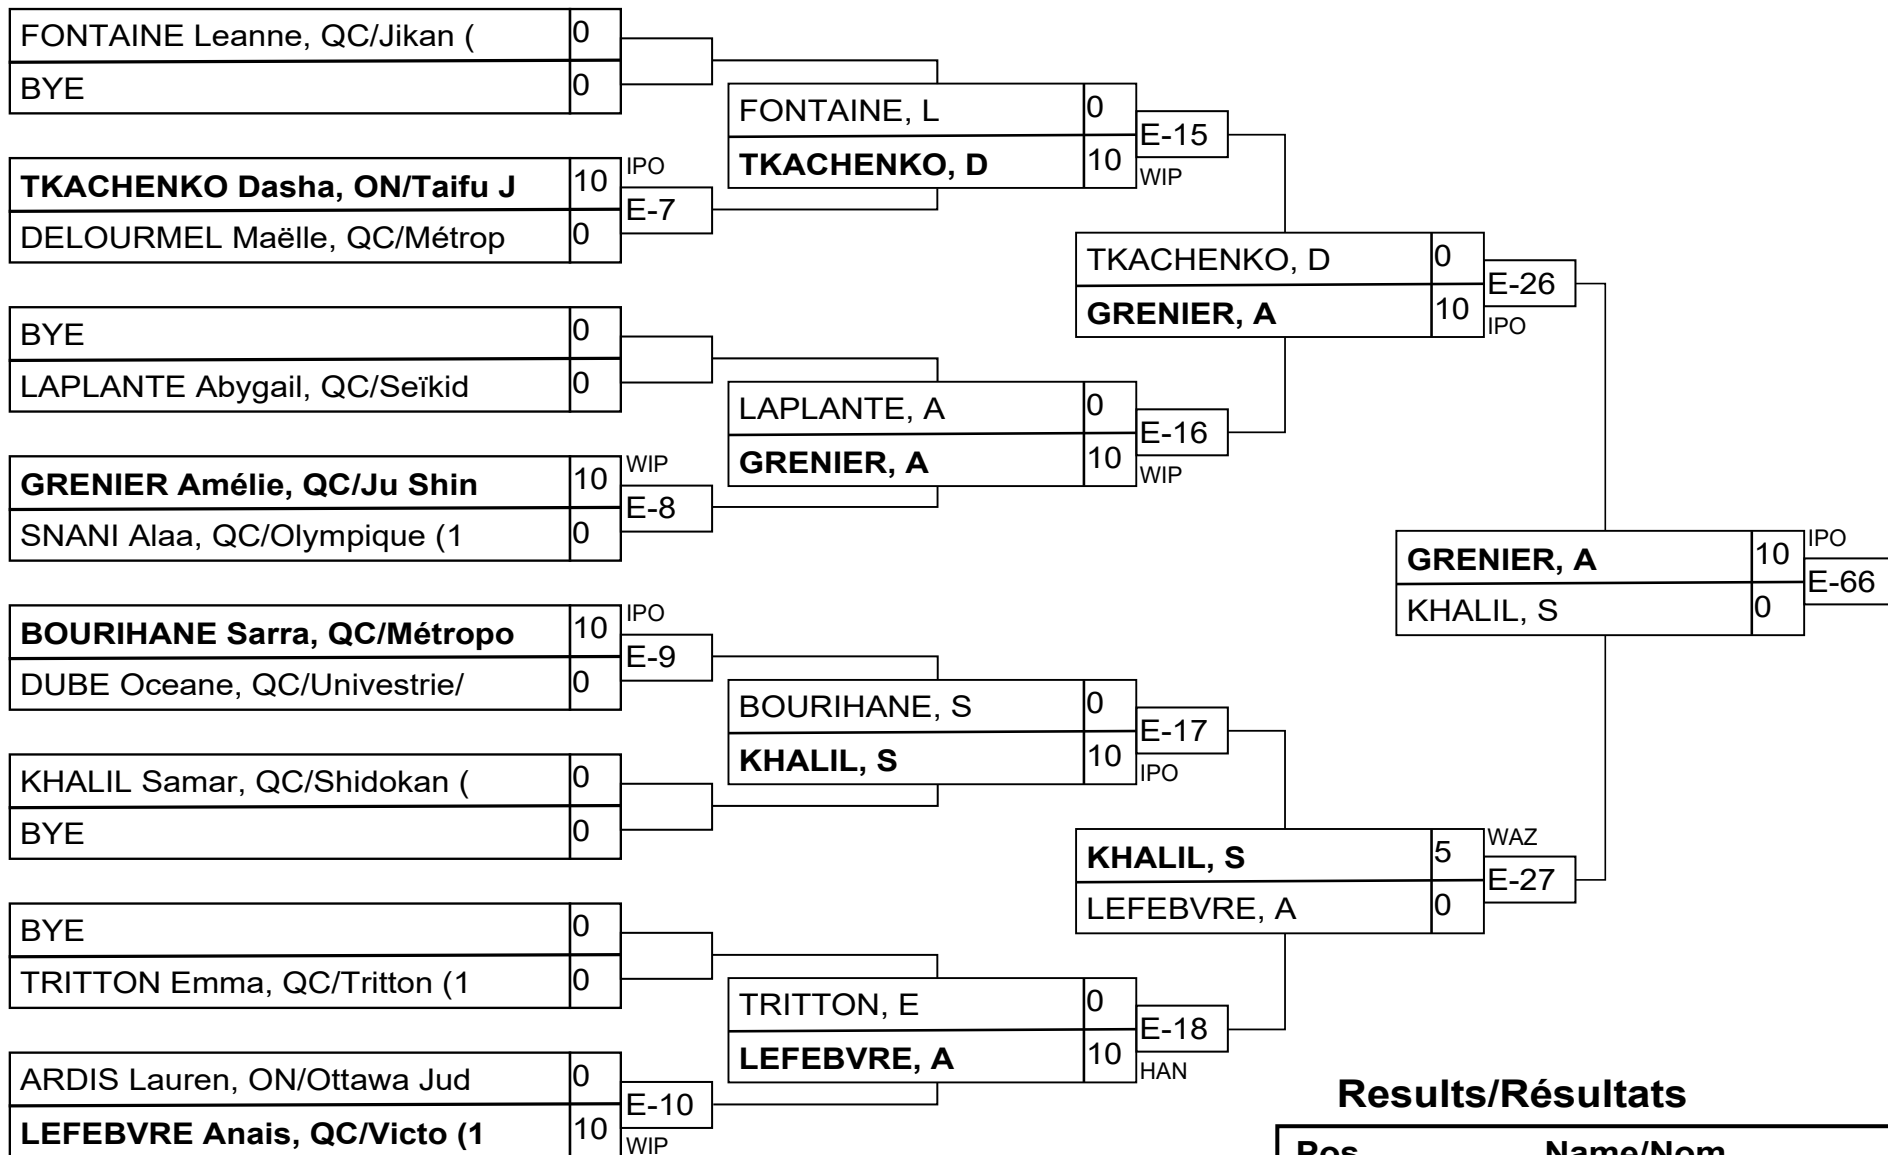 FONTAINE Leanne, QC/Jikan ( 0
BYE 0
TKACHENKO Dasha, ON/Taifu J 10 IPO
E-7
DELOURMEL Maëlle, QC/Métrop 0
BYE 0
LAPLANTE Abygail, QC/Seïkid 0
GRENIER Amélie, QC/Ju Shin 10 WIP
E-8
SNANI Alaa, QC/Olympique (1 0
BOURIHANE Sarra, QC/Métropo 10 IPO
E-9
DUBE Oceane, QC/Univestrie/ 0
KHALIL Samar, QC/Shidokan ( 0
BYE 0
BYE 0
TRITTON Emma, QC/Tritton (1 0
ARDIS Lauren, ON/Ottawa Jud 0
E-10
LEFEBVRE Anais, QC/Victo (1 10 WIP
FONTAINE, L 0
E-15
TKACHENKO, D 10 WIP
LAPLANTE, A 0
E-16
GRENIER, A 10 WIP
BOURIHANE, S 0
E-17
KHALIL, S 10 IPO
TRITTON, E 0
E-18
LEFEBVRE, A 10 HAN
TKACHENKO, D 0
E-26
GRENIER, A 10 IPO
KHALIL, S 5 WAZ
E-27
LEFEBVRE, A 0
GRENIER, A 10 IPO
E-66
KHALIL, S 0
Results/Résultats
Pos Name/Nom